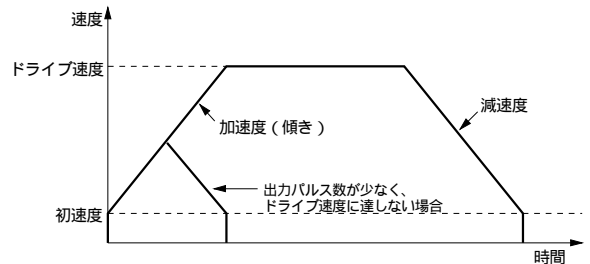 速度
ドライブ速度
加速度(傾き)
減速度
出力パルス数が少なく、
ドライブ速度に達しない場合
初速度
時間